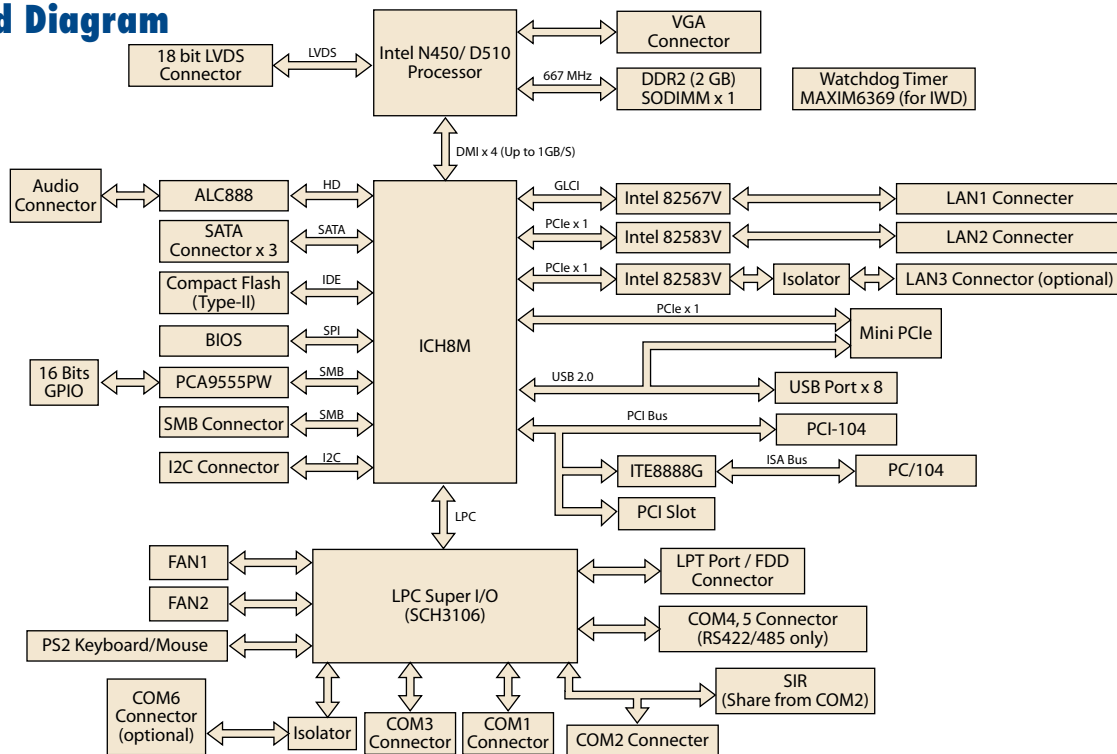 d Diagram
18 bit LVDS
Connector
LVDS
Intel N450/ D510
Processor
VGA
Connector
667 MHz
DDR2 (2 GB)
SODIMM x 1
Watchdog Timer
MAXIM6369 (for IWD)
DMI x 4 (Up to 1GB/S)
Audio
Connector
ALC888
HD
SATA
Connector x 3
SATA
Compact Flash
(Type-II)
IDE
BIOS
SPI
16 Bits
GPIO
PCA9555PW
SMB
SMB Connector
SMB
I2C Connector
I2C
ICH8M
GLCI
Intel 82567V
LAN1 Connecter
PCIe x 1
Intel 82583V
LAN2 Connecter
PCIe x 1
Intel 82583V
Isolator
LAN3 Connector (optional)
PCIe x 1
Mini PCIe
USB 2.0
USB Port x 8
PCI Bus
PCI-104
ITE8888G
ISA Bus
PC/104
PCI Slot
LPC
FAN1
FAN2
PS2 Keyboard/Mouse
LPC Super I/O
(SCH3106)
LPT Port / FDD
Connector
COM4, 5 Connector
(RS422/485 only)
SIR
(Share from COM2)
COM6
Connector
(optional)
Isolator
COM3
Connector
COM1
Connector
COM2 Connecter